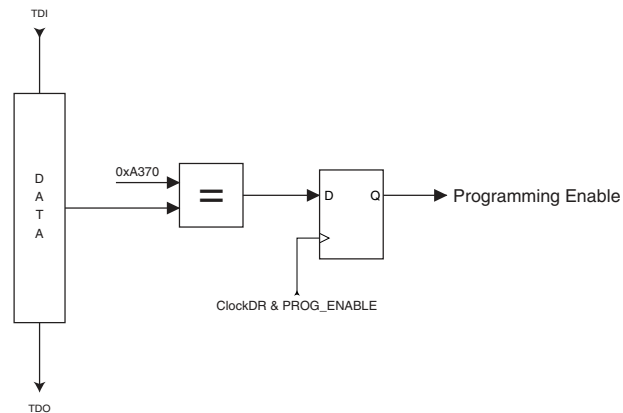 TDI
D
A
T
A
0xA370
=
D Q
Programming Enable
ClockDR & PROG_ENABLE
TDO